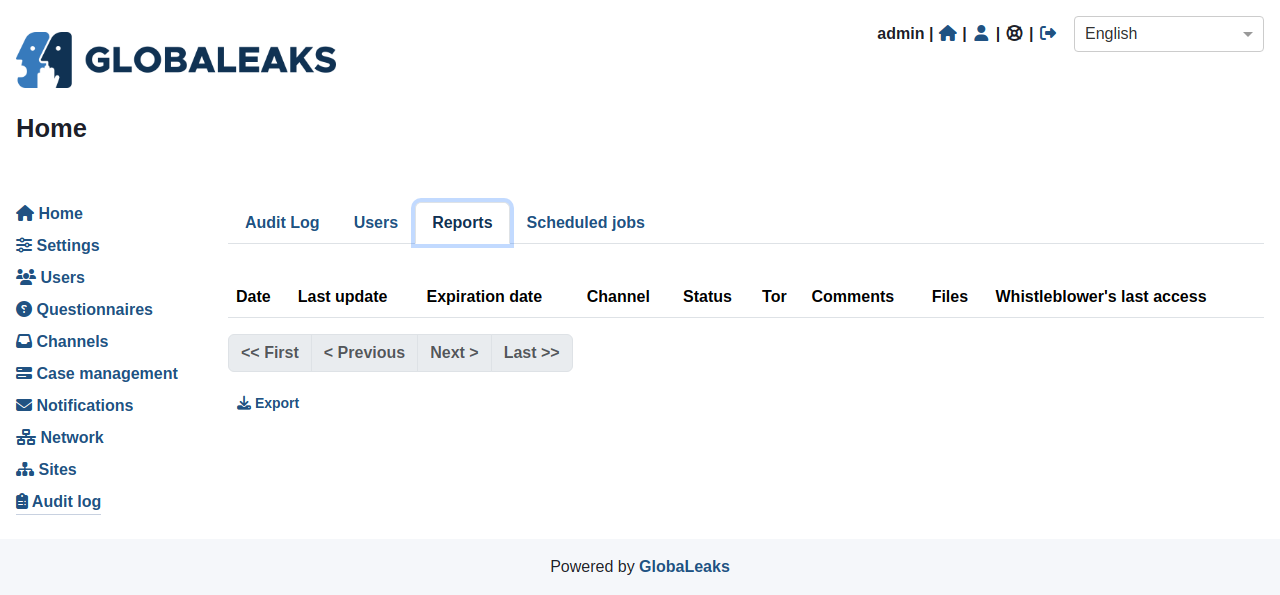 GLOBALEAKS
admin | | | |
English
Home
Home
Settings
Users
Questionnaires
Channels
Case management
Notifications
Network
Sites
Audit log
Audit Log Users Reports Scheduled jobs
Date Last update Expiration date Channel Status Tor Comments Files Whistleblower's last access
<< First < Previous Next > Last >>
Export
Powered by GlobaLeaks